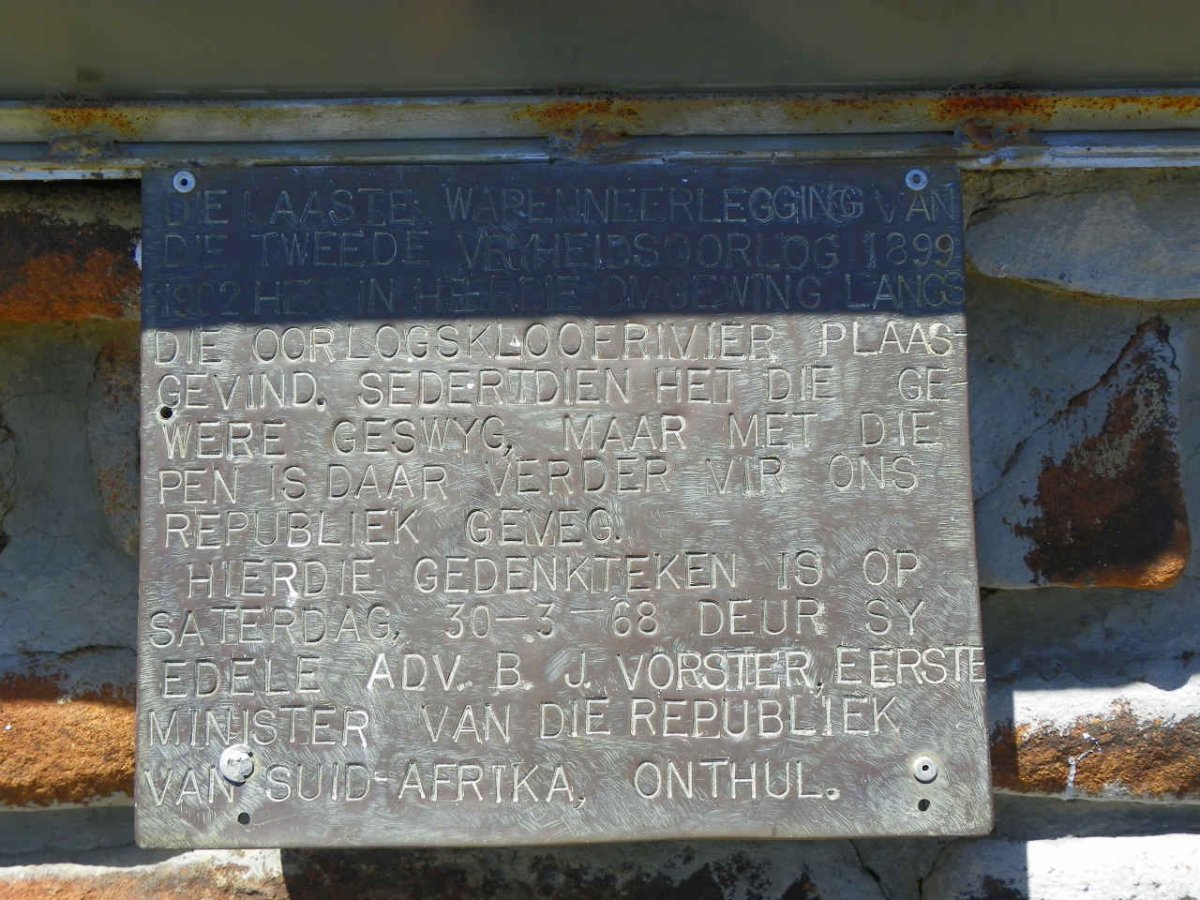 DIE LAASTE WAPENNEERLEGGING VAN
DIE TWEEDE VRYHEIDSOORLOG 1899
1902 HET IN HIERDIE OMGEWING LANGS
DIE OORLOGSKLOOFRIVIER PLAAS-
GEVIND. SEDERTDIEN HET DIE GE
WERE GESWYG, MAAR MET DIE
PEN IS DAAR VERDER VIR ONS
REPUBLIEK GEVEG.
HIERDIE GEDENKTEKEN IS OP
SATERDAG, 30-3-68 DEUR SY
EDELE ADV. B. J. VORSTER, EERSTE
MINISTER VAN DIE REPUBLIEK
VAN SUID-AFRIKA, ONTHUL.